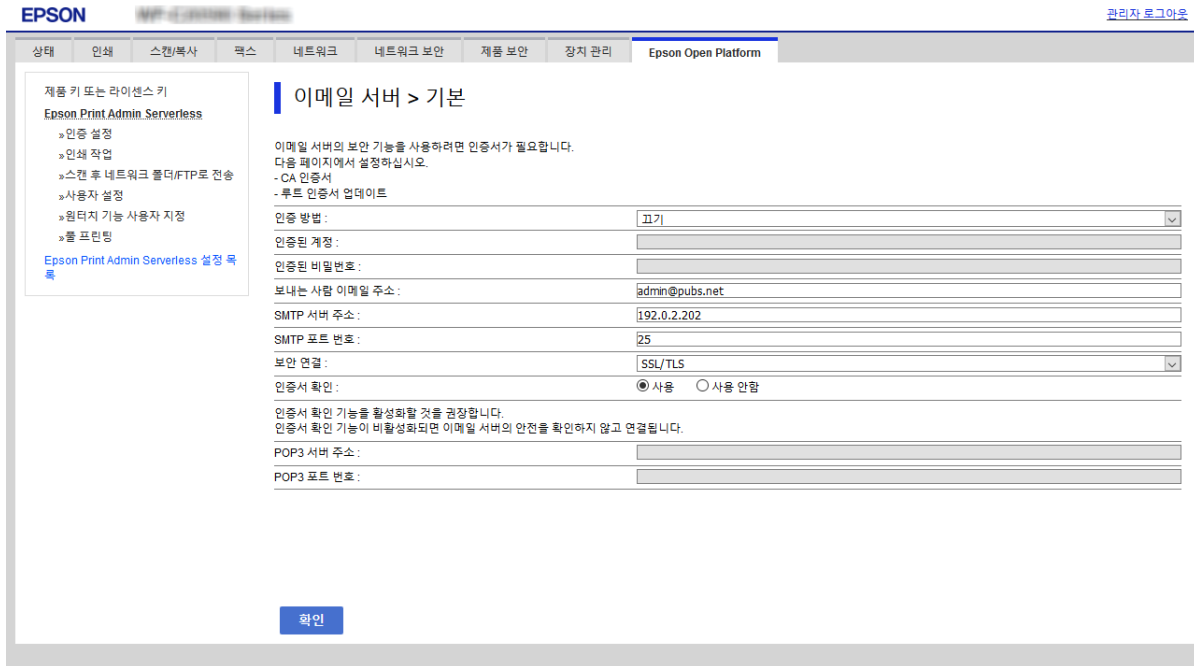 EPSON
관리자 로그아웃
상태 인쇄 스캔/복사 팩스 네트워크 네트워크 보안 제품 보안 장치 관리 Epson Open Platform
제품 키 또는 라이센스 키
Epson Print Admin Serverless
»인증 설정
»인쇄 작업
»스캔 후 네트워크 폴더/FTP로 전송
»사용자 설정
»원터치 기능 사용자 지정
»풀 프린팅
Epson Print Admin Serverless 설정 목
록
이메일 서버 > 기본
이메일 서버의 보안 기능을 사용하려면 인증서가 필요합니다.
다음 페이지에서 설정하십시오.
- CA 인증서
- 루트 인증서 업데이트
인증 방법 : 끄기
인증된 계정 :
인증된 비밀번호 :
보내는 사람 이메일 주소 : admin@pubs.net
SMTP 서버 주소 : 192.0.2.202
SMTP 포트 번호 : 25
보안 연결 : SSL/TLS
인증서 확인 : 사용 사용 안함
인증서 확인 기능을 활성화할 것을 권장합니다.
인증서 확인 기능이 비활성화되면 이메일 서버의 안전을 확인하지 않고 연결됩니다.
POP3 서버 주소 :
POP3 포트 번호 :
확인